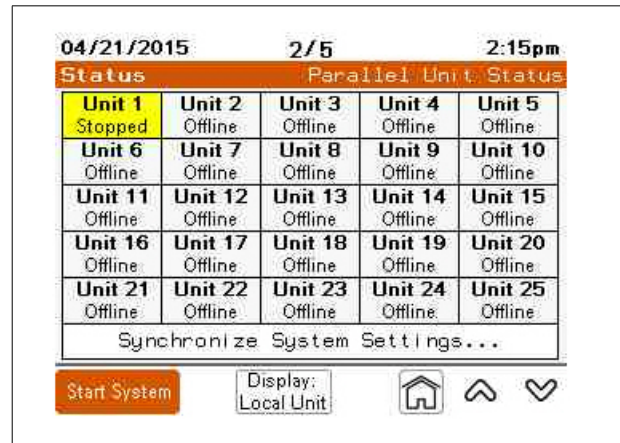 04/21/2015 2/5 2:15pm
Status Parallel Unit Status
Unit 1 Unit 2 Unit 3 Unit 4 Unit 5
Stopped Offline Offline Offline Offline
Unit 6 Unit 7 Unit 8 Unit 9 Unit 10
Offline Offline Offline Offline Offline
Unit 11 Unit 12 Unit 13 Unit 14 Unit 15
Offline Offline Offline Offline Offline
Unit 16 Unit 17 Unit 18 Unit 19 Unit 20
Offline Offline Offline Offline Offline
Unit 21 Unit 22 Unit 23 Unit 24 Unit 25
Offline Offline Offline Offline Offline
Synchronize System Settings...
Start System Display:
Local Unit